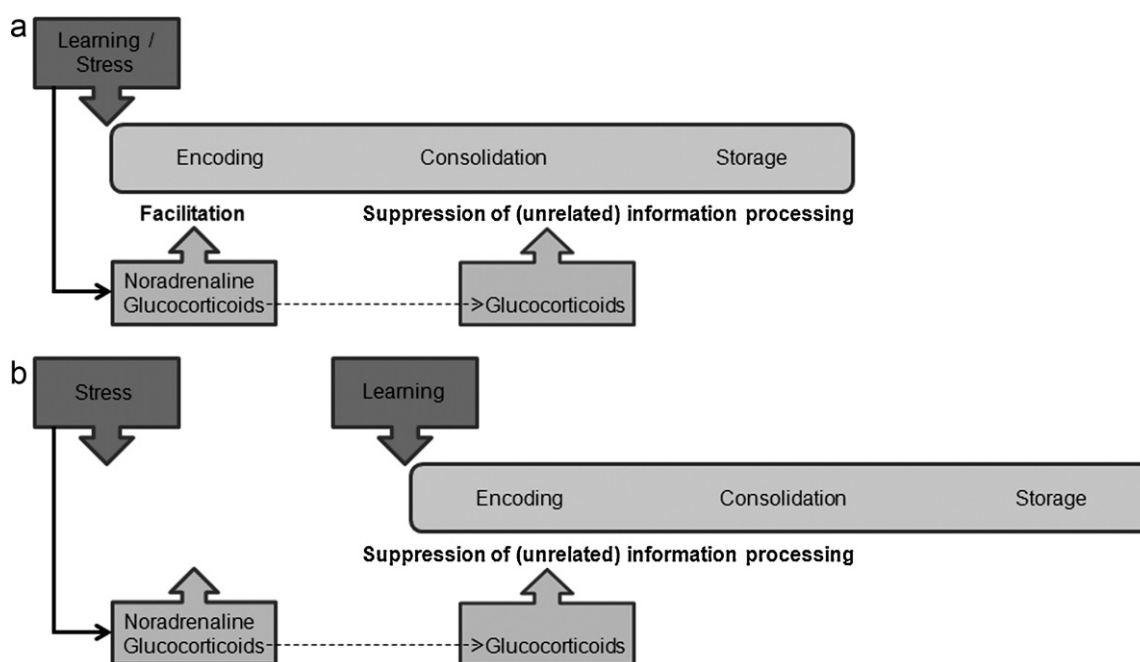 a
Learning /
Stress
Encoding Consolidation Storage
Facilitation Suppression of (unrelated) information processing
Noradrenaline
Glucocorticoids >Glucocorticoids
b
Stress Learning
Encoding Consolidation Storage
Suppression of (unrelated) information processing
Noradrenaline
Glucocorticoids >Glucocorticoids